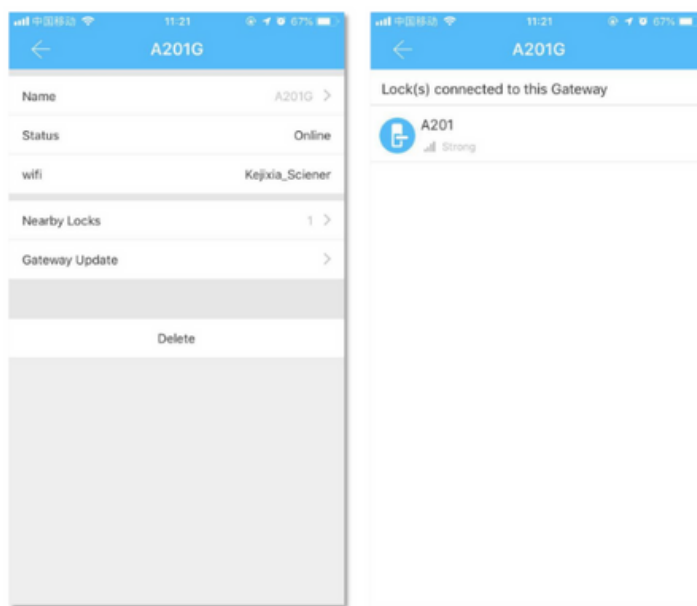 中国移动 11:21 67%
A201G
Name A201G
Status Online
wifi Kejixia_Sciener
Nearby Locks 1
Gateway Update
Delete
中国移动 11:21 67%
A201G
Lock(s) connected to this Gateway
A201
Strong